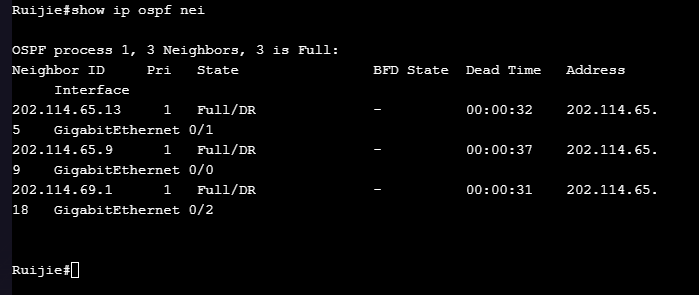 Ruijie#show ip ospf nei
OSPF process 1, 3 Neighbors, 3 is Full:
Neighbor ID     Pri   State                BFD State  Dead Time   Address
     Interface
202.114.65.13     1   Full/DR              -          00:00:32    202.114.65.
5    GigabitEthernet 0/1
202.114.65.9      1   Full/DR              -          00:00:37    202.114.65.
9    GigabitEthernet 0/0
202.114.69.1      1   Full/DR              -          00:00:31    202.114.65.
18   GigabitEthernet 0/2
Ruijie#